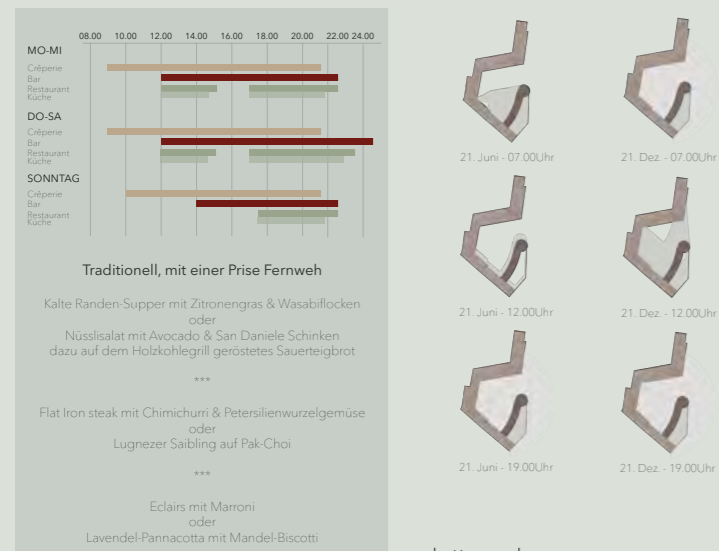 08.00 10.00 12.00 14.00 16.00 18.00 20.00 22.00 24.00
MO-MI
Crêperie
Bar
Restaurant
Küche
DO-SA
Crêperie
Bar
Restaurant
Küche
SONNTAG
Crêperie
Bar
Restaurant
Küche
Traditionell, mit einer Prise Fernweh
Kalte Randen-Supper mit Zitronengras & Wasabiflocken
oder
Nüsslisalat mit Avocado & San Daniele Schinken
dazu auf dem Holzkohlegrill geröstetes Sauerteigbrot
***
Flat Iron steak mit Chimichurri & Petersilienwurzelgemüse
oder
Lugnezer Saibling auf Pak-Choi
***
Eclairs mit Marroni
oder
Lavendel-Pannacotta mit Mandel-Biscotti
21. Juni - 07.00Uhr
21. Dez. - 07.00Uhr
21. Juni - 12.00Uhr
21. Dez. - 12.00Uhr
21. Juni - 19.00Uhr
21. Dez. - 19.00Uhr